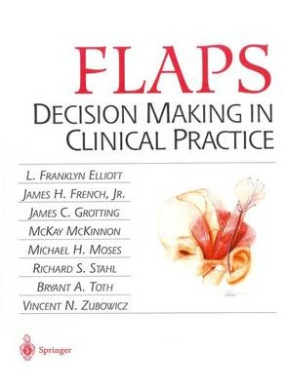 FLAPS
DECISION MAKING IN
CLINICAL PRACTICE
L. FRANKLYN ELLIOTT
JAMES H. FRENCH, JR.
JAMES C. GROTTING
MCKAY MCKINNON
MICHAEL H. MOSES
RICHARD S. STAHL
BRYANT A. TOTH
VINCENT N. ZUBOWICZ
Springer